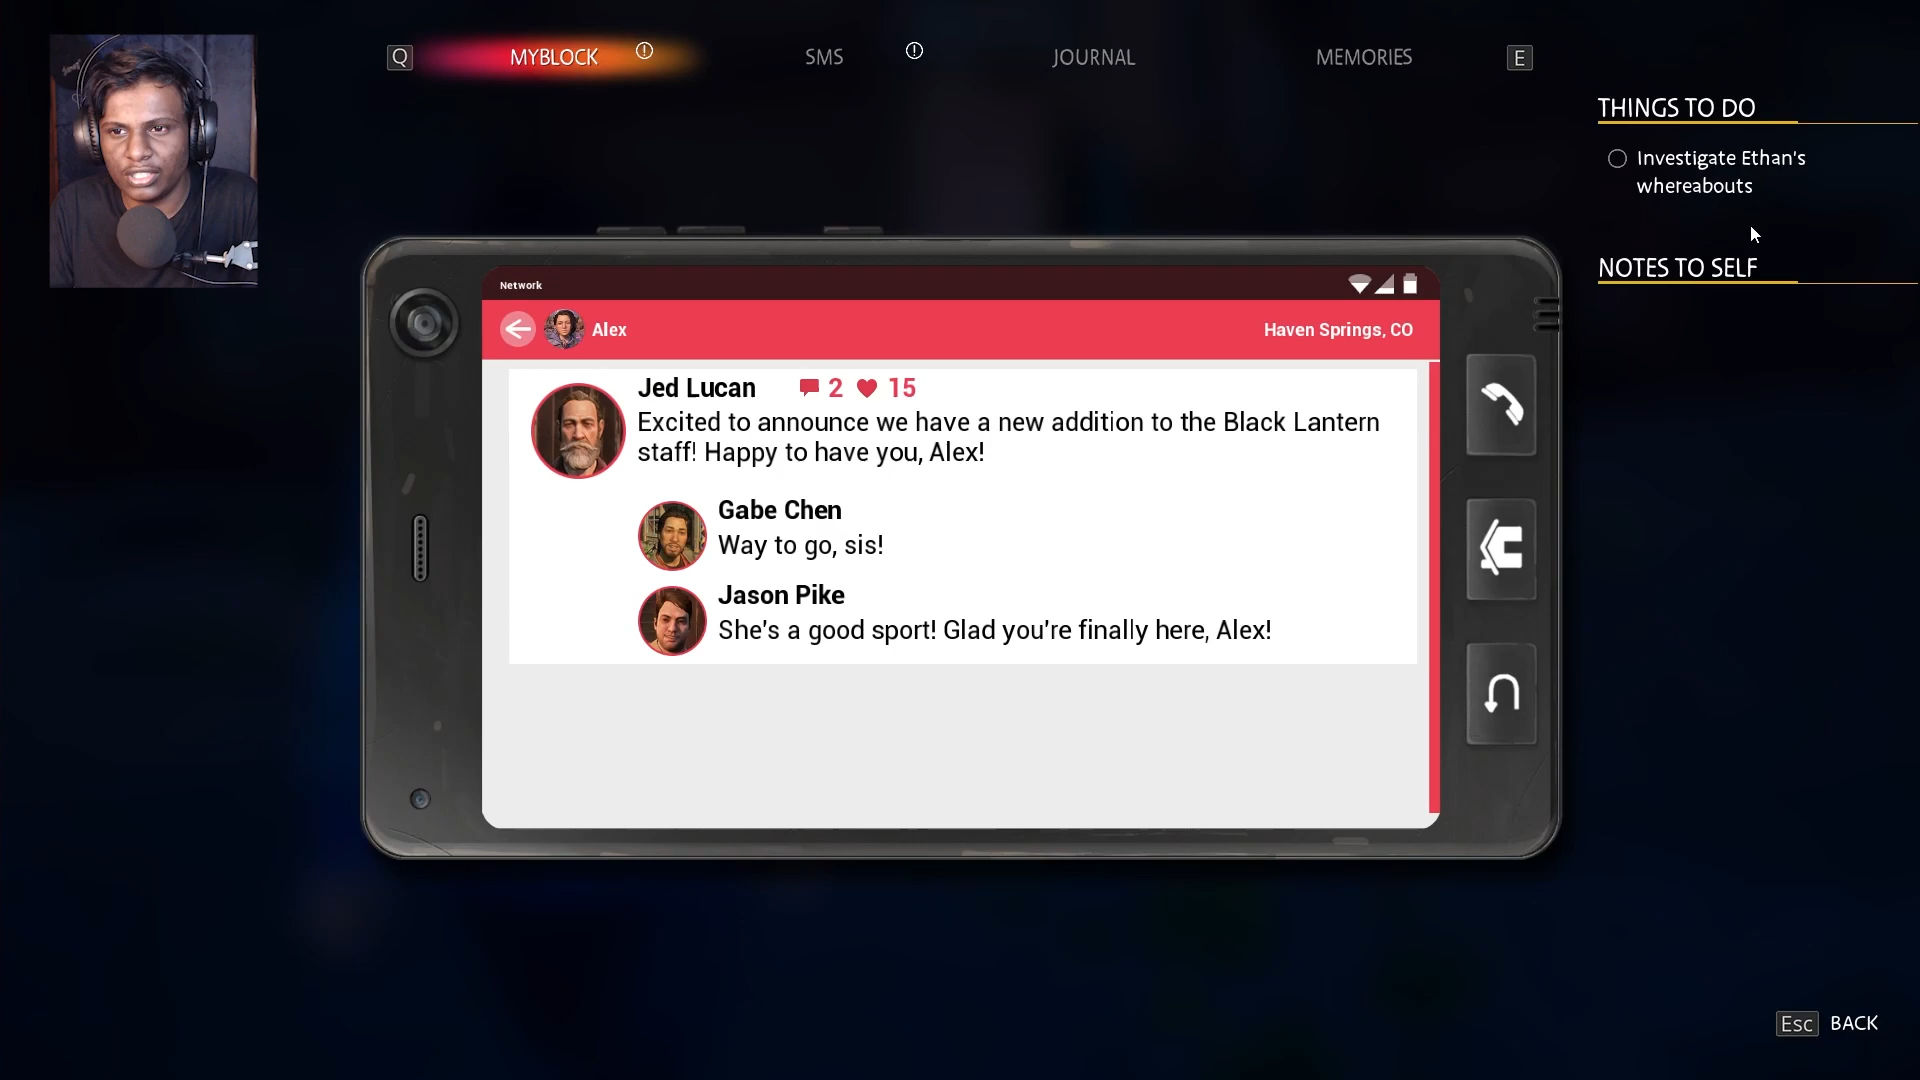 Q
MYBLOCK
SMS
JOURNAL
MEMORIES
E
THINGS TO DO
Investigate Ethan's
whereabouts
NOTES TO SELF
Network
Alex
Haven Springs, CO
Jed Lucan 2 15
Excited to announce we have a new addition to the Black Lantern
staff! Happy to have you, Alex!
Gabe Chen
Way to go, sis!
Jason Pike
She's a good sport! Glad you're finally here, Alex!
Esc BACK